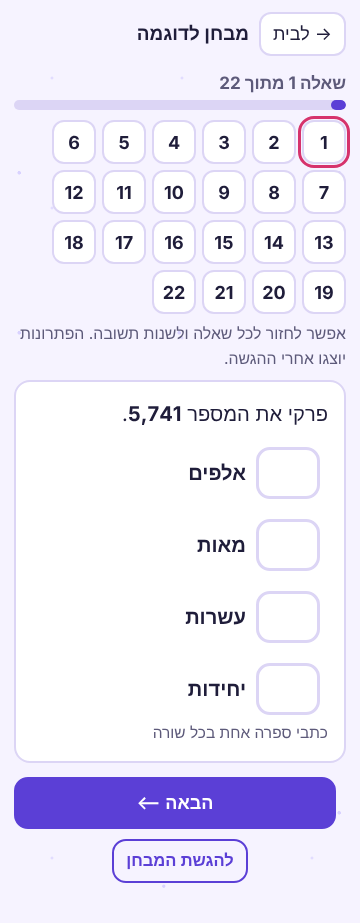 → לבית
מבחן לדוגמה
שאלה 1 מתוך 22
1 2 3 4 5 6
7 8 9 10 11 12
13 14 15 16 17 18
19 20 21 22
אפשר לחזור לכל שאלה ולשנות תשובה. הפתרונות
יוצגו אחרי ההגשה.
פרקי את המספר 5,741.
אלפים
מאות
עשרות
יחידות
כתבי ספרה אחת בכל שורה
הבאה ←
להגשת המבחן